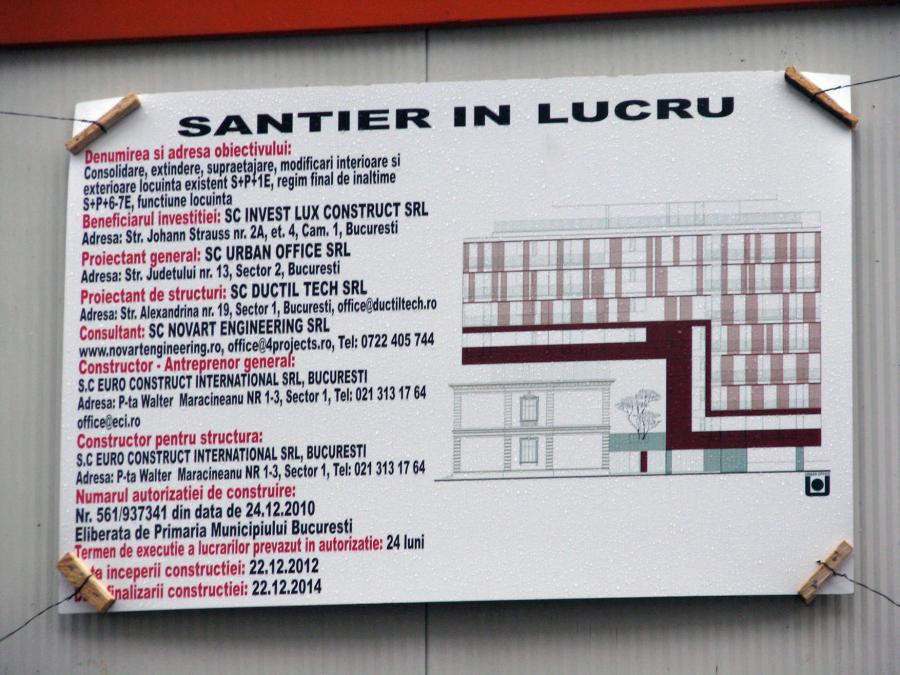 SANTIER IN LUCRU
Denumirea si adresa obiectivului:
Consolidare, extindere, supraetajare, modificari interioare si
exterioare locuinta existent S+P+1E, regim final de inaltime
S+P+6-7E, functiune locuinta
Beneficiarul investitiei: SC INVEST LUX CONSTRUCT SRL
Adresa: Str. Johann Strauss nr. 2A, et. 4, Cam. 1, Bucuresti
Proiectant general: SC URBAN OFFICE SRL
Adresa: Str. Judetului nr. 13, Sector 2, Bucuresti
Proiectant de structuri: SC DUCTIL TECH SRL
Adresa: Str. Alexandrina nr. 19, Sector 1, Bucuresti, office@ductiltech.ro
Consultant: SC NOVART ENGINEERING SRL
www.novartengineering.ro, office@4projects.ro, Tel: 0722 405 744
Constructor - Antreprenor general:
S.C EURO CONSTRUCT INTERNATIONAL SRL, BUCURESTI
Adresa: P-ta Walter Maracineanu NR 1-3, Sector 1, Tel: 021 313 17 64
office@eci.ro
Constructor pentru structura:
S.C EURO CONSTRUCT INTERNATIONAL SRL, BUCURESTI
Adresa: P-ta Walter Maracineanu NR 1-3, Sector 1, Tel: 021 313 17 64
Numarul autorizatiei de construire:
Nr. 561/937341 din data de 24.12.2010
Eliberata de Primaria Municipiului Bucuresti
Termen de executie a lucrarilor prevazut in autorizatie: 24 luni
inceperii constructiei: 22.12.2012
finalizarii constructiei: 22.12.2014